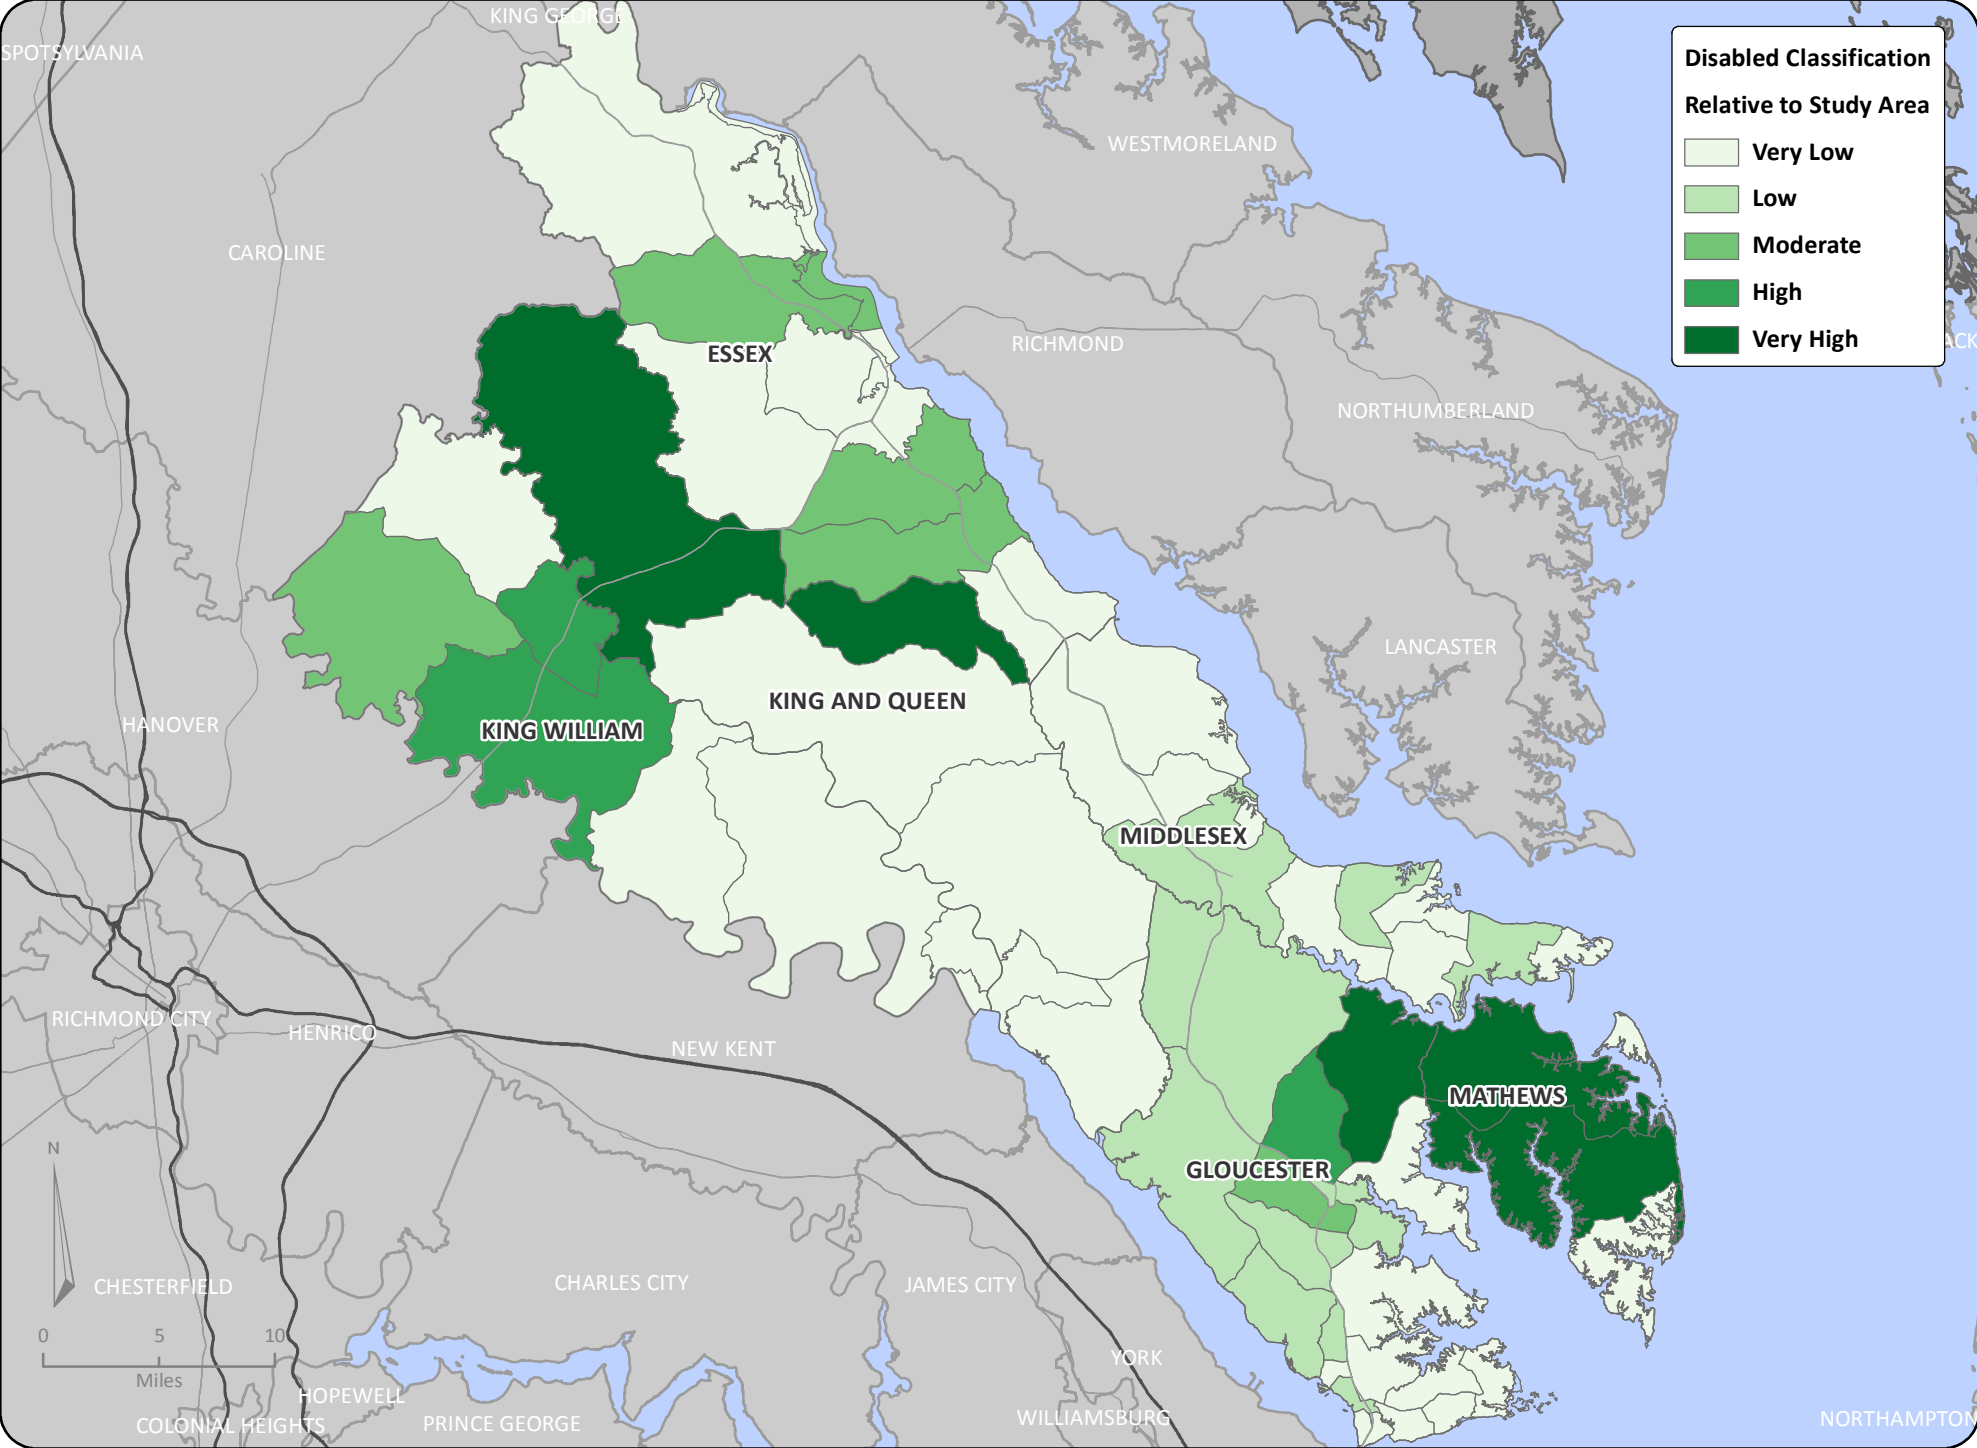 KING GEORGE
SPOTSYLVANIA
Disabled Classification
Relative to Study Area
Very Low
Low
Moderate
High
Very High
WESTMORELAND
CAROLINE
RICHMOND
ESSEX
NORTHUMBERLAND
LANCASTER
KING AND QUEEN
HANOVER
KING WILLIAM
MIDDLESEX
RICHMOND CITY
HENRICO
NEW KENT
MATHEWS
GLOUCESTER
N
CHESTERFIELD
CHARLES CITY
JAMES CITY
0 5 10
Miles
YORK
HOPEWELL
COLONIAL HEIGHTS
PRINCE GEORGE
WILLIAMSBURG
NORTHAMPTON